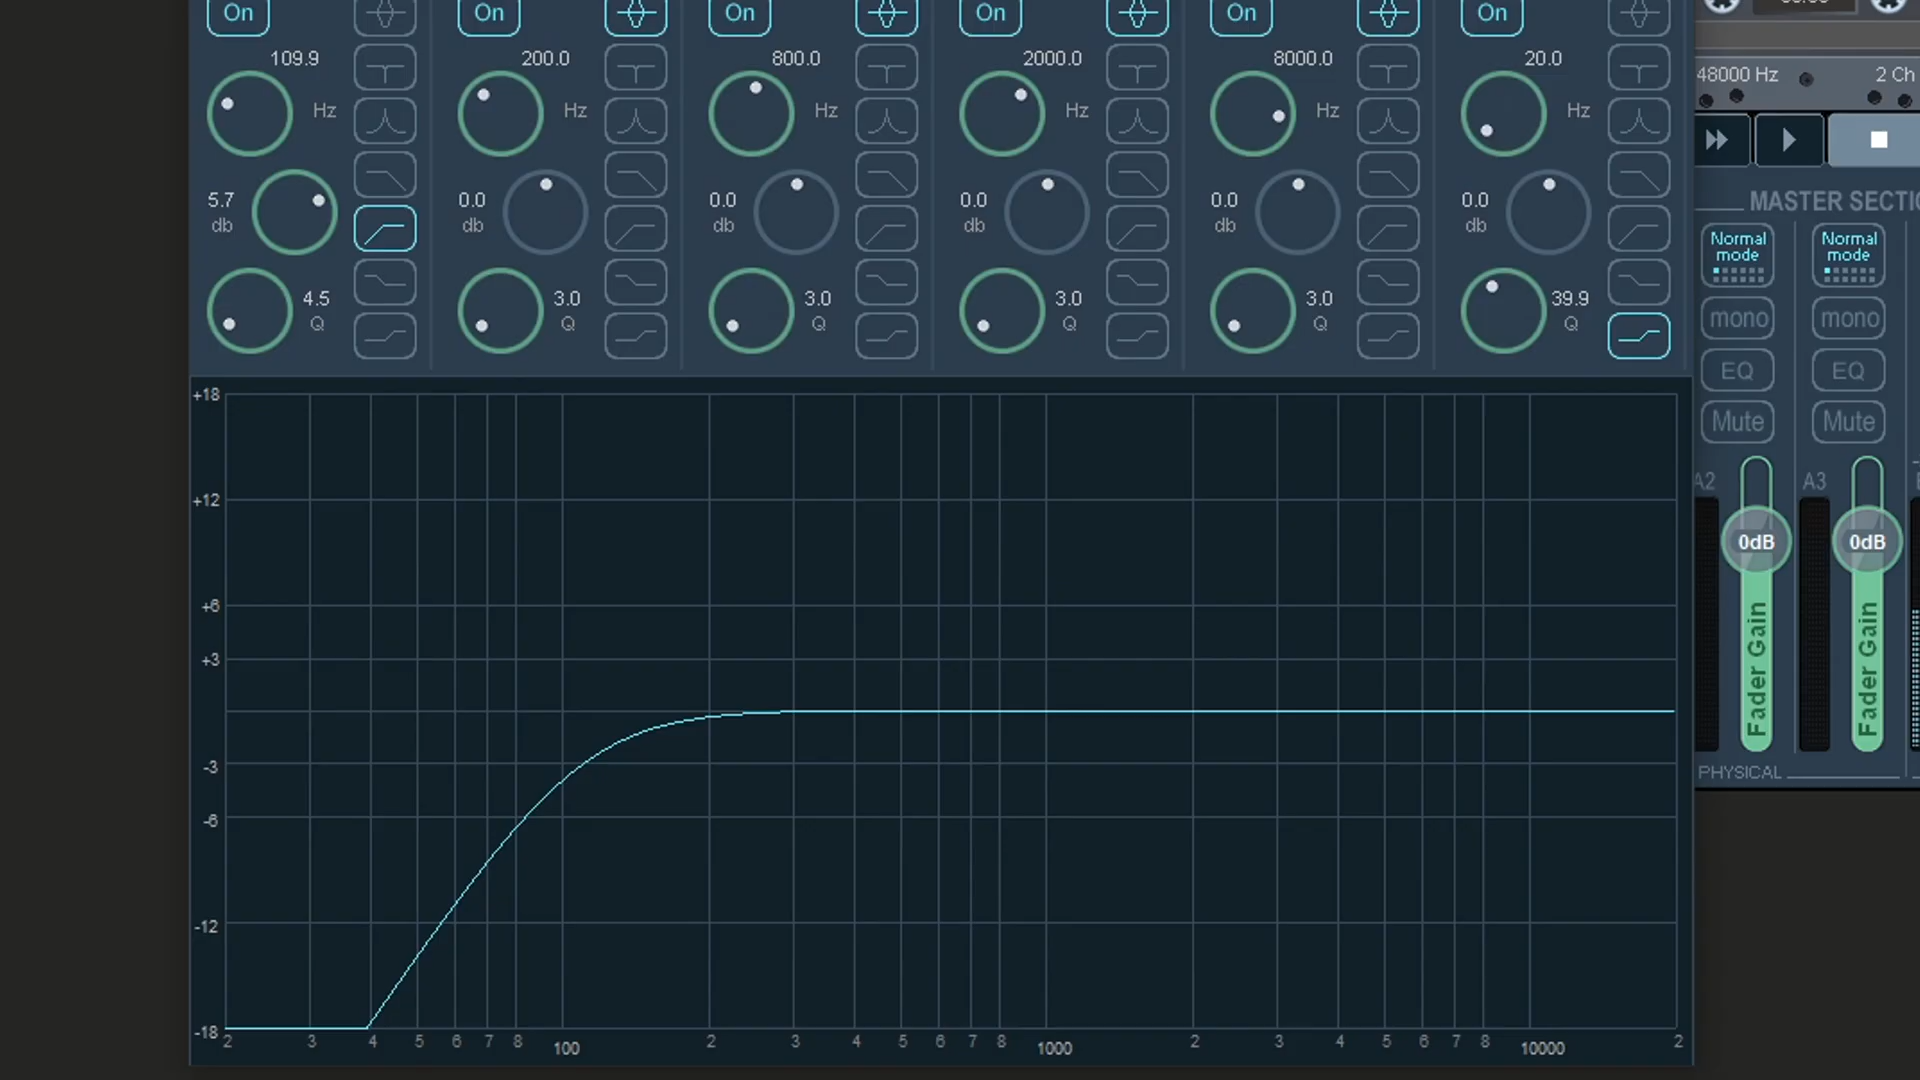 On On On On On On
109.9 200.0 800.0 2000.0 8000.0 20.0
Hz Hz Hz Hz Hz Hz
5.7 0.0 0.0 0.0 0.0 0.0
db db db db db db
4.5 3.0 3.0 3.0 3.0 39.9
Q Q Q Q Q Q
48000 Hz 2 Ch
MASTER SECTIO
Normal mode Normal mode
mono mono
EQ EQ
Mute Mute
A2 A3
0dB 0dB
Fader Gain Fader Gain
PHYSICAL
+18
+12
+6
+3
-3
-6
-12
-18
2 3 4 5 6 7 8 100 2 3 4 5 6 7 8 1000 2 3 4 5 6 7 8 10000 2